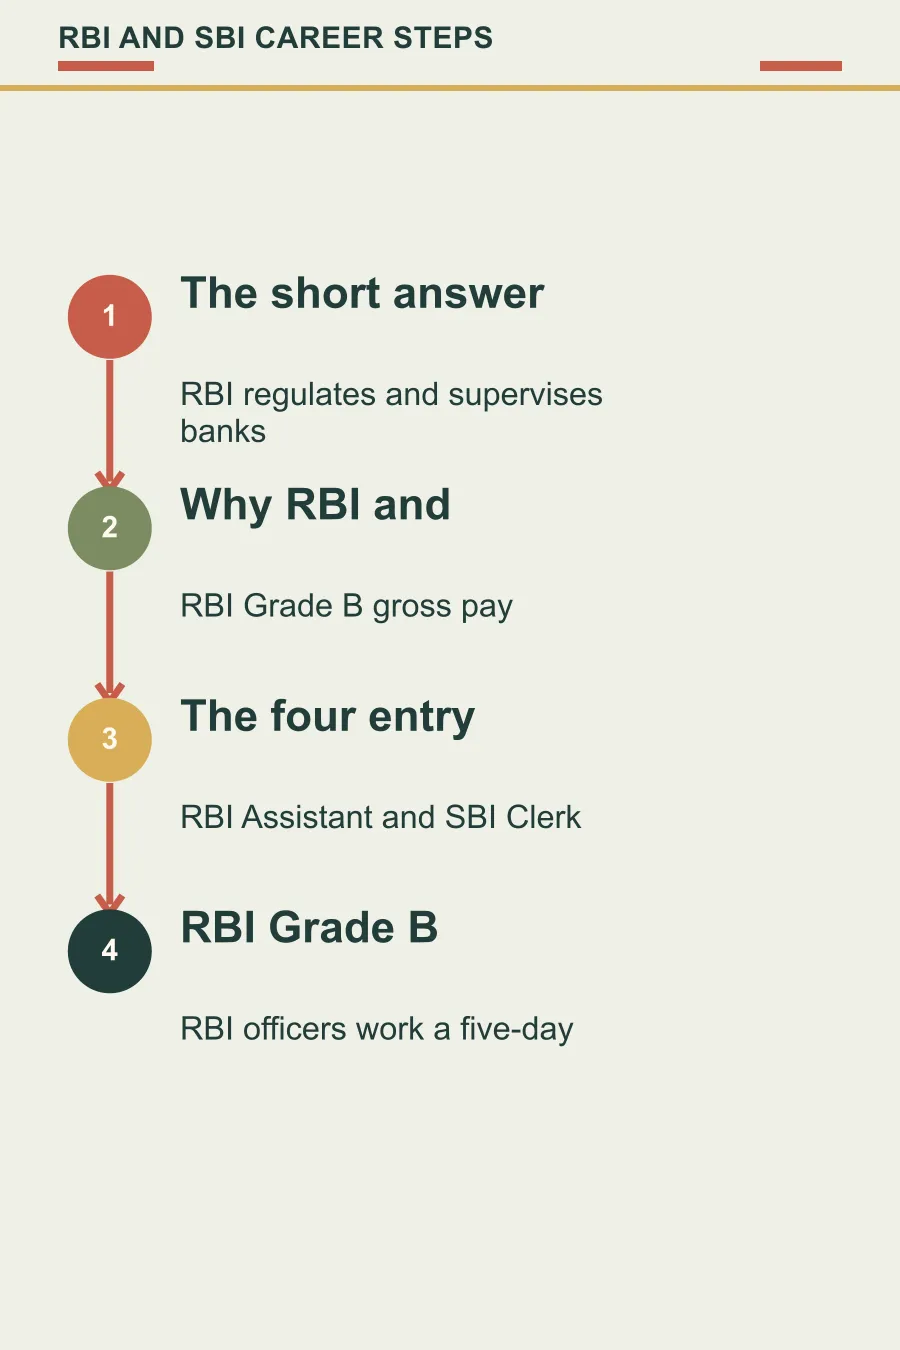 RBI AND SBI CAREER STEPS
1
The short answer
RBI regulates and supervises
banks
2
Why RBI and
RBI Grade B gross pay
3
The four entry
RBI Assistant and SBI Clerk
4
RBI Grade B
RBI officers work a five-day